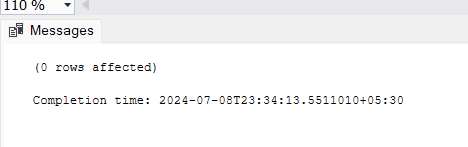 110 %
Messages
(0 rows affected)
Completion time: 2024-07-08T23:34:13.5511010+05:30